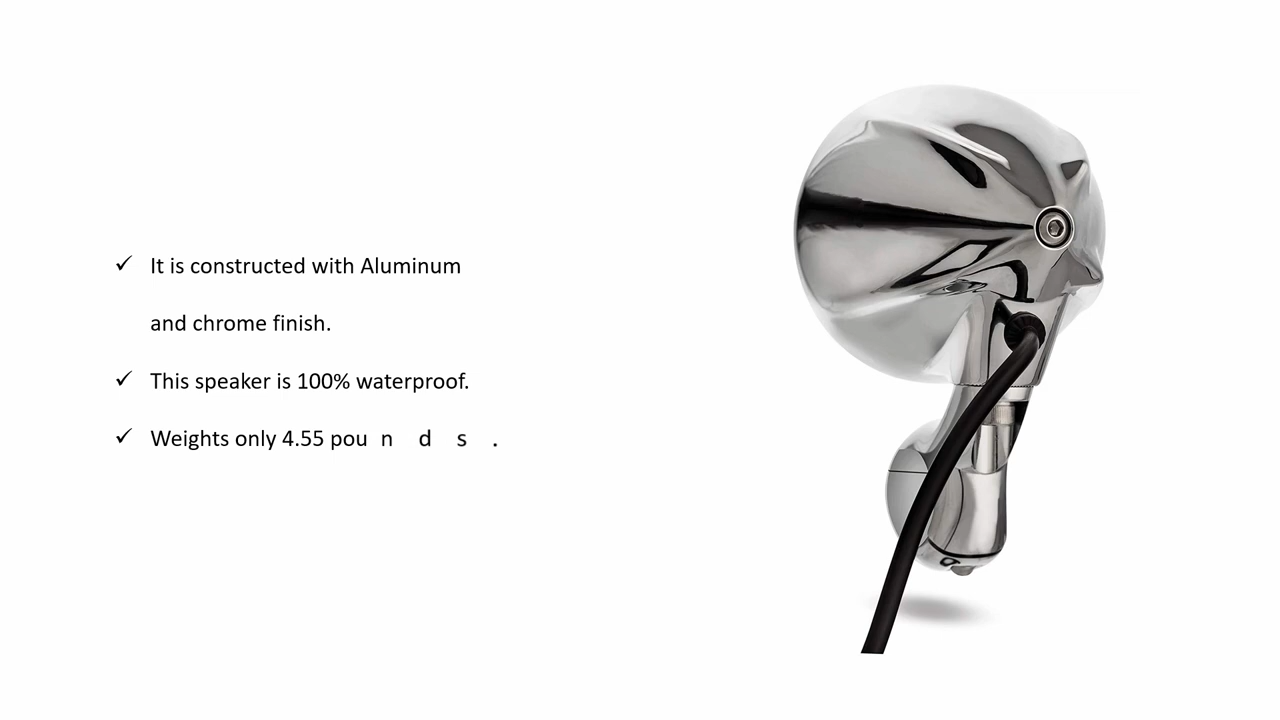 ✓ It is constructed with Aluminum
and chrome finish.
✓ This speaker is 100% waterproof.
✓ Weights only 4.55 pou n d s .